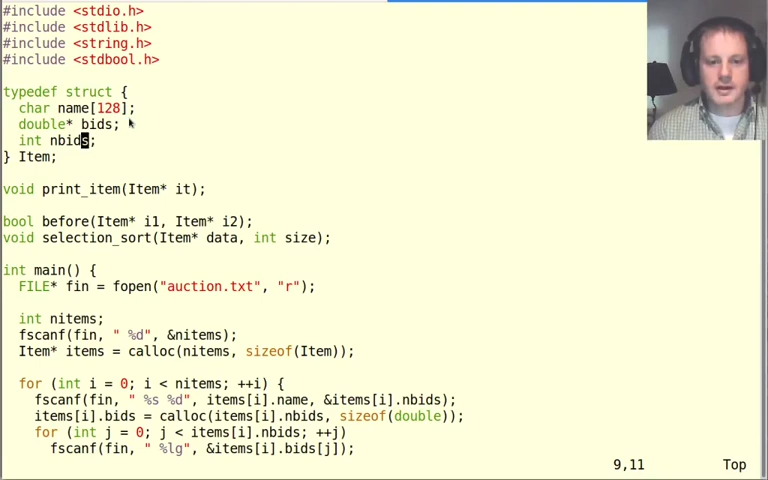 #include <stdio.h>
#include <stdlib.h>
#include <string.h>
#include <stdbool.h>
typedef struct {
  char name[128];
  double* bids;
  int nbids;
} Item;
void print_item(Item* it);
bool before(Item* i1, Item* i2);
void selection_sort(Item* data, int size);
int main() {
  FILE* fin = fopen("auction.txt", "r");
  int nitems;
  fscanf(fin, " %d", &nitems);
  Item* items = calloc(nitems, sizeof(Item));
  for (int i = 0; i < nitems; ++i) {
    fscanf(fin, " %s %d", items[i].name, &items[i].nbids);
    items[i].bids = calloc(items[i].nbids, sizeof(double));
    for (int j = 0; j < items[i].nbids; ++j)
      fscanf(fin, " %lg", &items[i].bids[j]);
9,11 Top